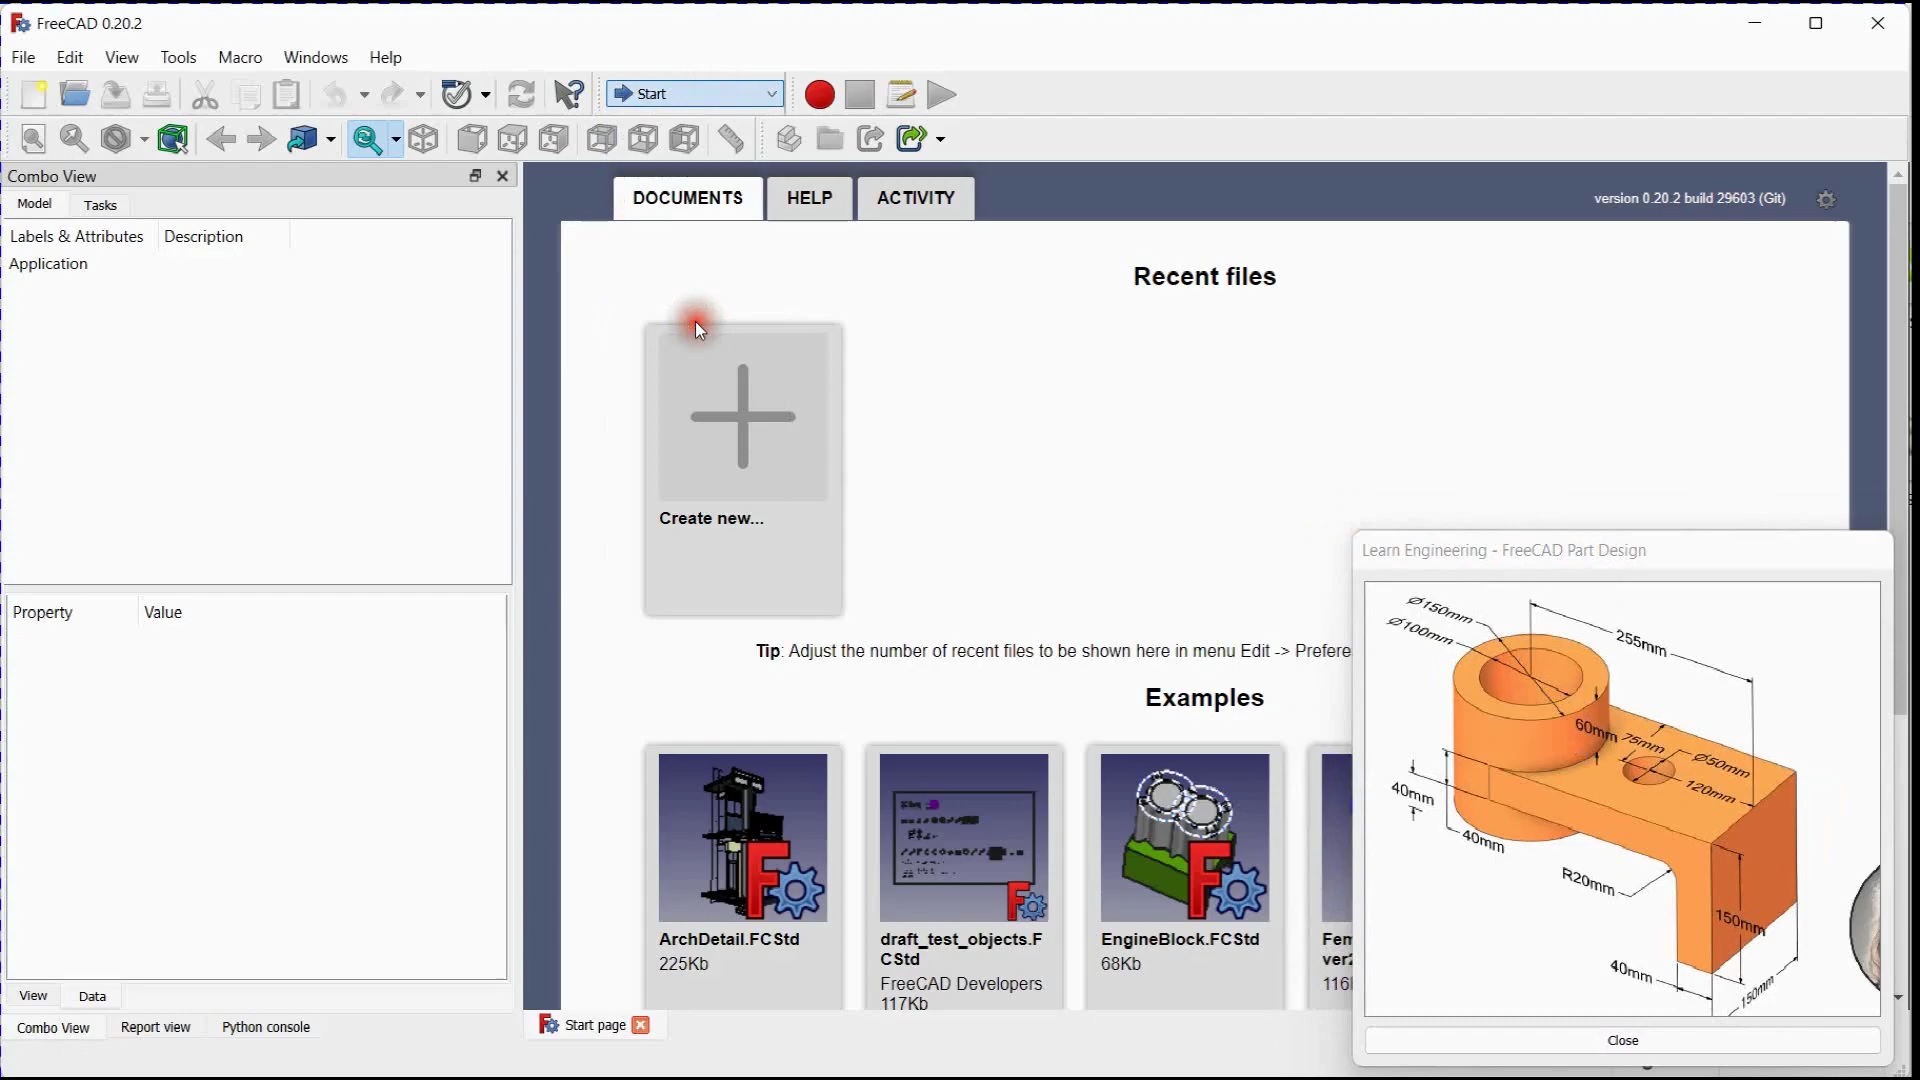 FreeCAD 0.20.2
File Edit View Tools Macro Windows Help
Start
Combo View
Model Tasks
Labels & Attributes Description
Application
Property Value
View Data
Combo View Report view Python console
DOCUMENTS HELP ACTIVITY
version 0.20.2 build 29603 (Git)
Recent files
Create new...
Tip: Adjust the number of recent files to be shown here in menu Edit -> Prefere
Examples
ArchDetail.FCStd
225Kb
draft_test_objects.F
CStd
FreeCAD Developers
117Kb
EngineBlock.FCStd
68Kb
Fem
ver2
116
Start page
Learn Engineering - FreeCAD Part Design
Ø150mm
Ø100mm
255mm
60mm
75mm
Ø50mm
120mm
40mm
40mm
R20mm
150mm
40mm
150mm
Close